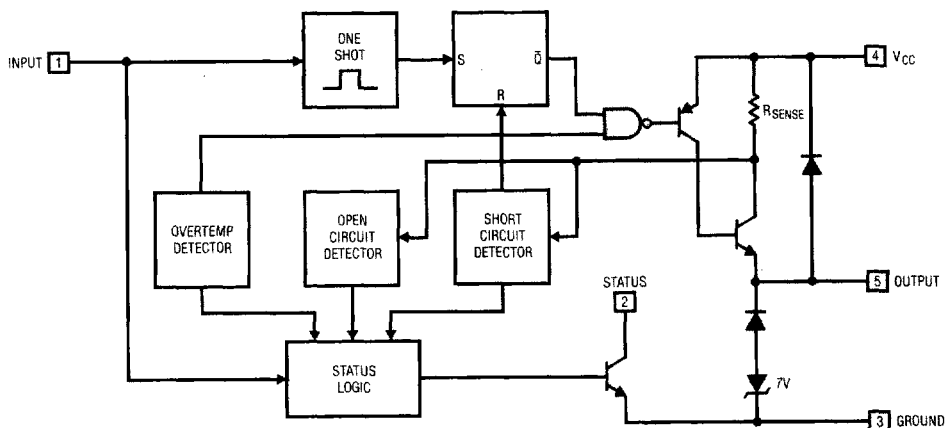 INPUT 1
ONE
SHOT
S
Q̅
R
4 VCC
RSENSE
OVERTEMP
DETECTOR
OPEN
CIRCUIT
DETECTOR
SHORT
CIRCUIT
DETECTOR
5 OUTPUT
STATUS
2
STATUS
LOGIC
7V
3 GROUND